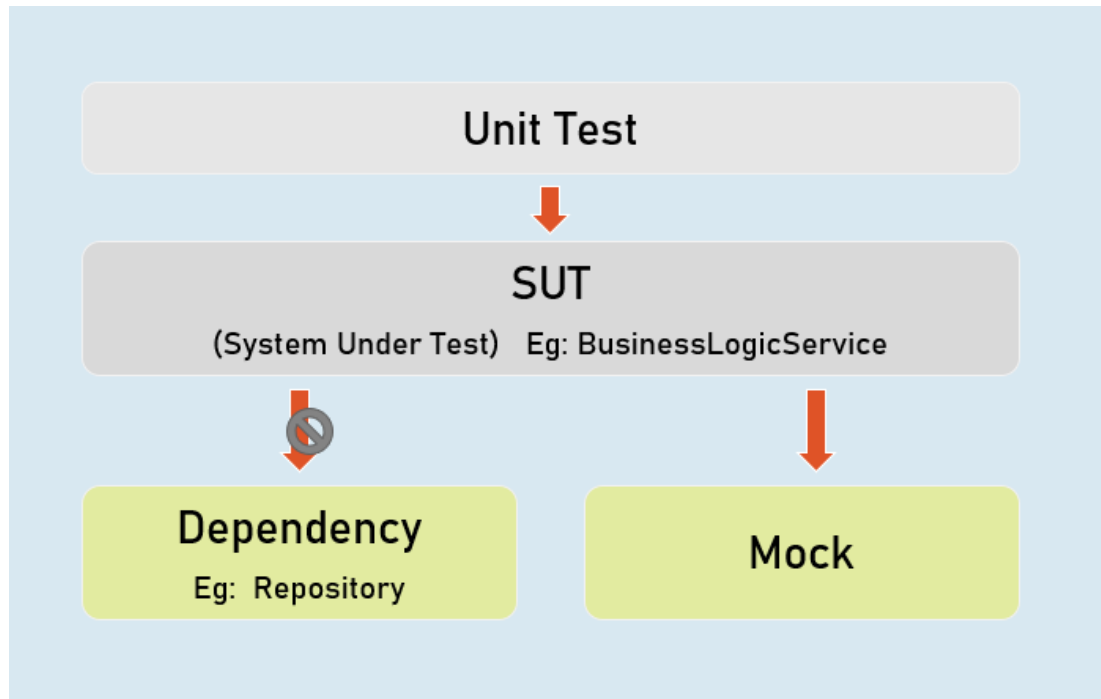 Unit Test
SUT
(System Under Test) Eg: BusinessLogicService
Dependency
Eg: Repository
Mock